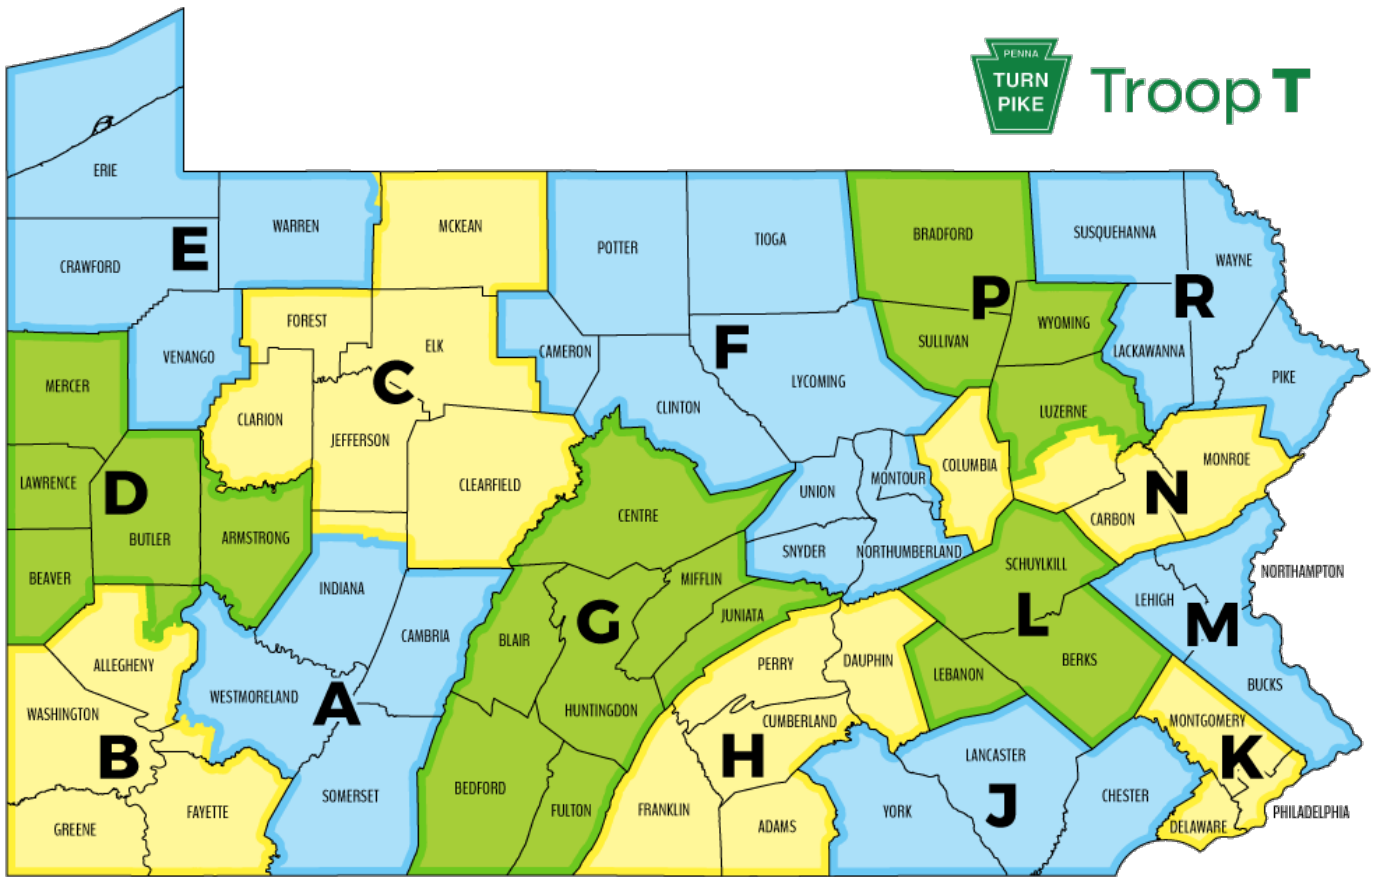 PENNA
TURN
PIKE
Troop T
ERIE
WARREN
MCKEAN
POTTER
TIOGA
BRADFORD
SUSQUEHANNA
WAYNE
CRAWFORD
E
P
R
FOREST
WYOMING
VENANGO
ELK
CAMERON
F
SULLIVAN
LACKAWANNA
MERCER
C
LYCOMING
PIKE
CLARION
CLINTON
LUZERNE
JEFFERSON
LAWRENCE
D
CLEARFIELD
UNION
MONTOUR
COLUMBIA
MONROE
N
BUTLER
ARMSTRONG
CENTRE
CARBON
SNYDER
NORTHUMBERLAND
BEAVER
INDIANA
MIFFLIN
SCHUYLKILL
NORTHAMPTON
CAMBRIA
BLAIR
G
JUNIATA
L
LEHIGH
M
ALLEGHENY
PERRY
DAUPHIN
LEBANON
BERKS
WESTMORELAND
A
BUCKS
WASHINGTON
HUNTINGDON
CUMBERLAND
MONTGOMERY
B
H
LANCASTER
K
SOMERSET
BEDFORD
J
CHESTER
FAYETTE
FULTON
FRANKLIN
YORK
PHILADELPHIA
GREENE
ADAMS
DELAWARE